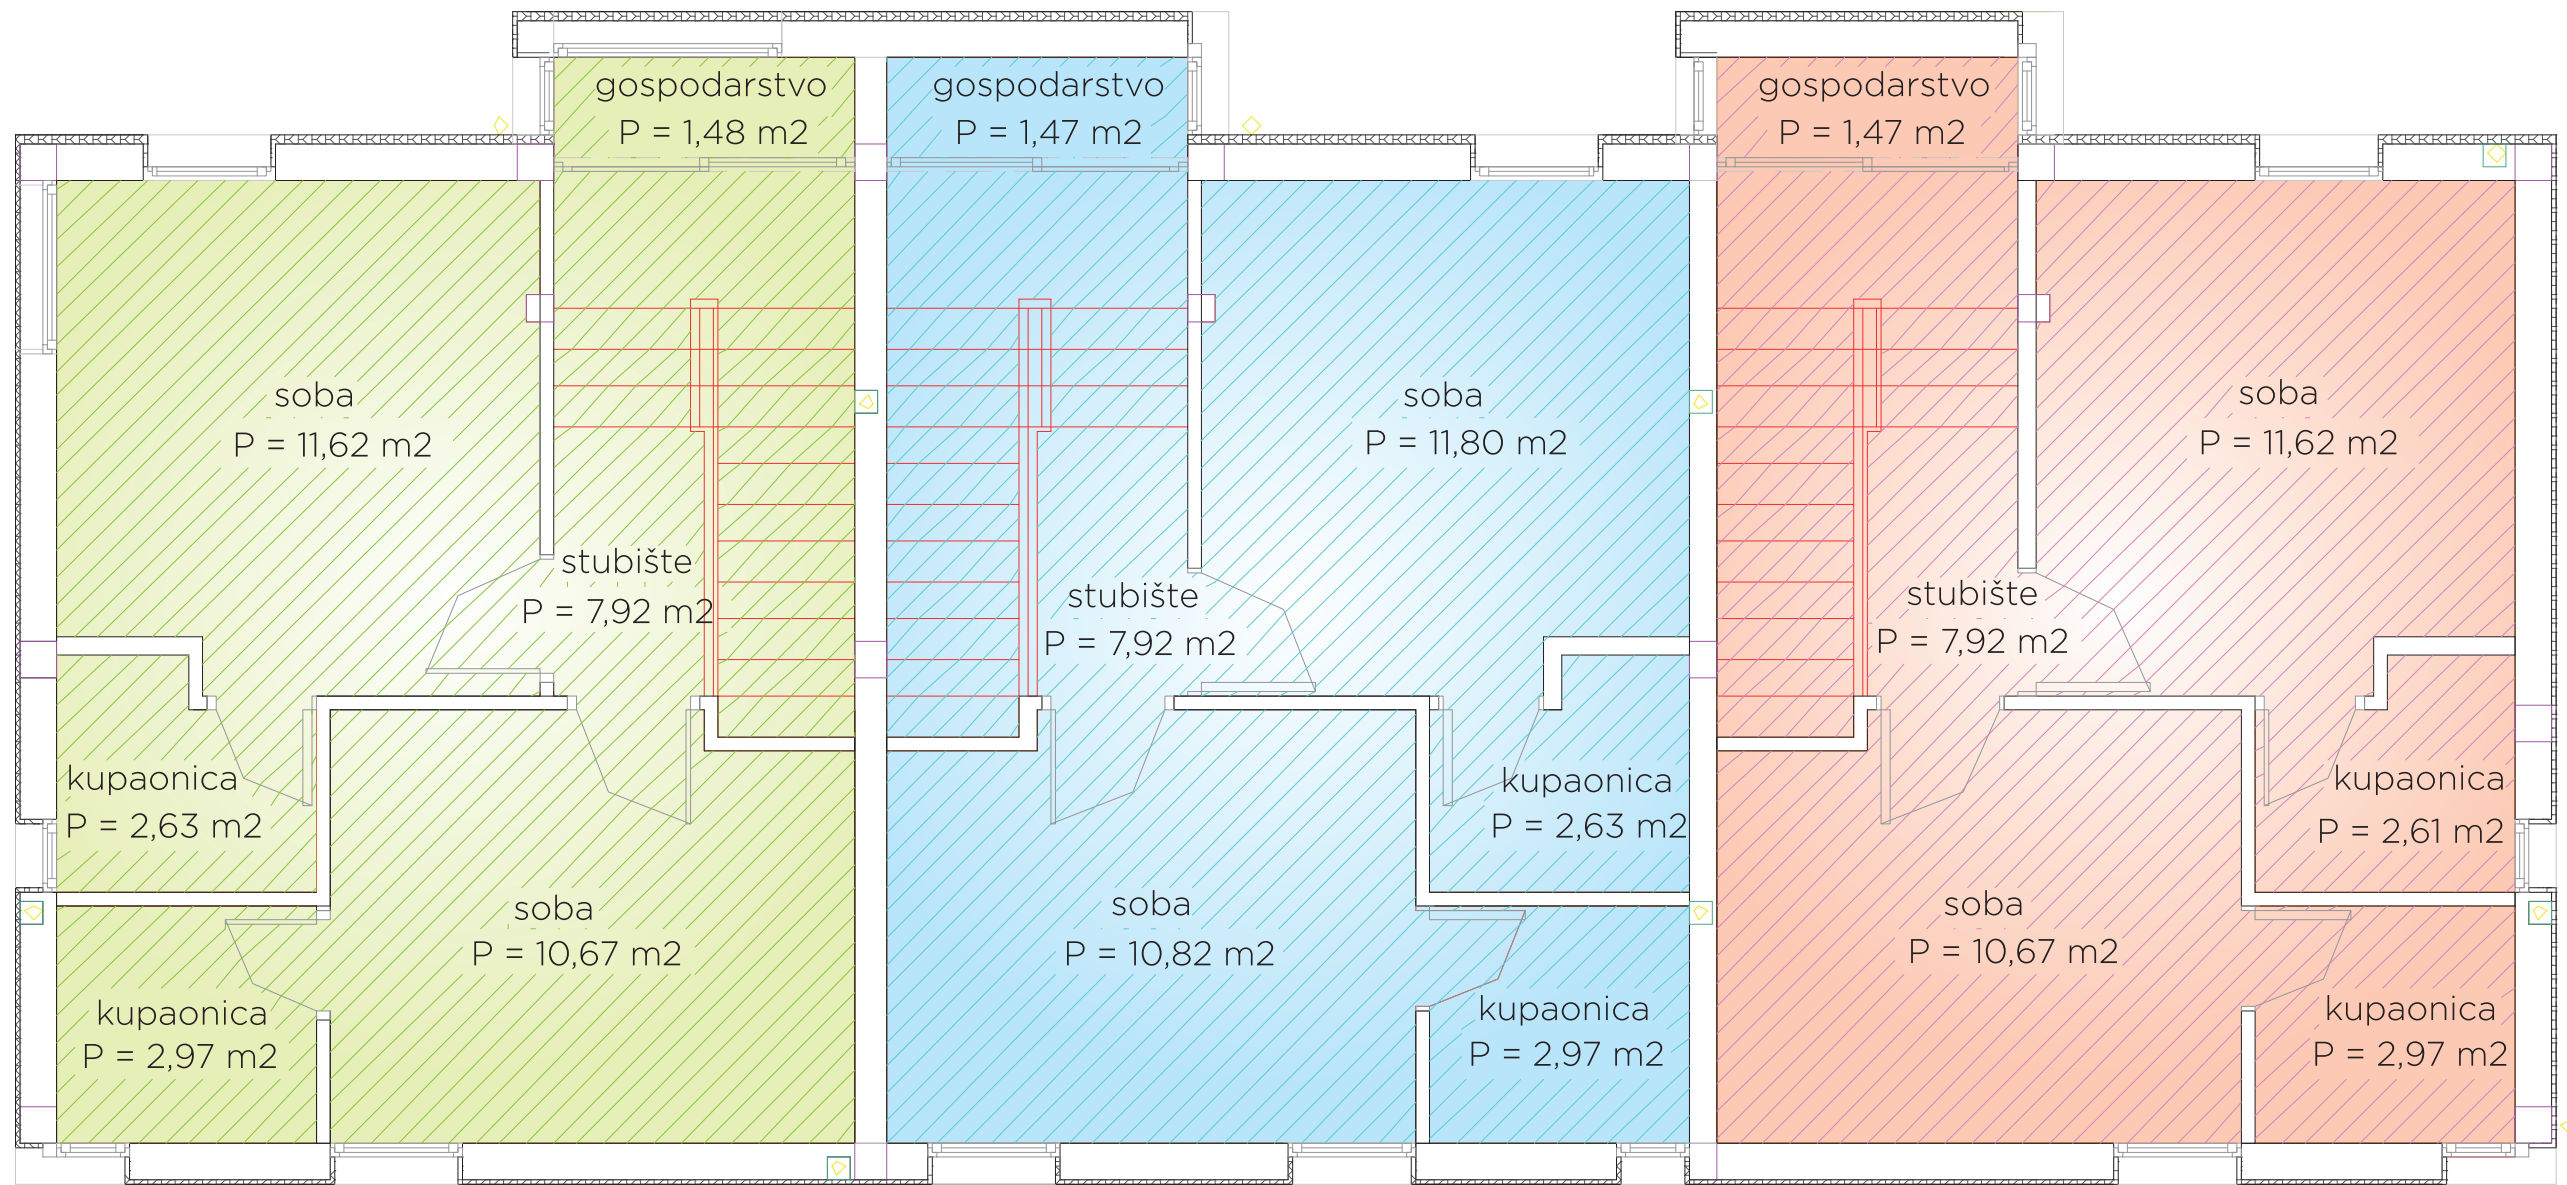 gospodarstvo
P = 1,48 m2
gospodarstvo
P = 1,47 m2
gospodarstvo
P = 1,47 m2
soba
P = 11,62 m2
stubište
P = 7,92 m2
stubište
P = 7,92 m2
soba
P = 11,80 m2
stubište
P = 7,92 m2
soba
P = 11,62 m2
kupaonica
P = 2,63 m2
kupaonica
P = 2,63 m2
kupaonica
P = 2,61 m2
soba
P = 10,67 m2
soba
P = 10,82 m2
soba
P = 10,67 m2
kupaonica
P = 2,97 m2
kupaonica
P = 2,97 m2
kupaonica
P = 2,97 m2